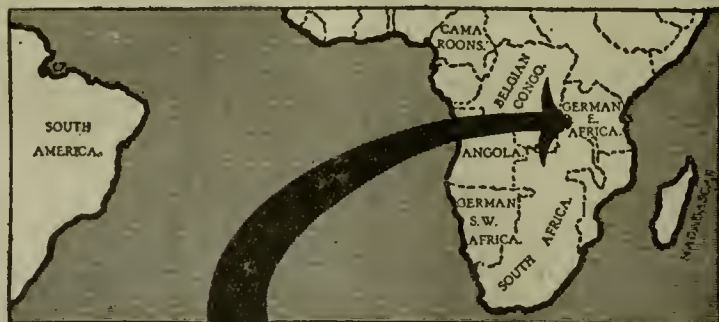 CAMA
ROONS.
BELGIAN
CONGO.
GERMAN
E.
AFRICA.
SOUTH
AMERICA.
ANGOLA.
GERMAN
S.W.
AFRICA.
SOUTH AFRICA.
MADAGASCAR